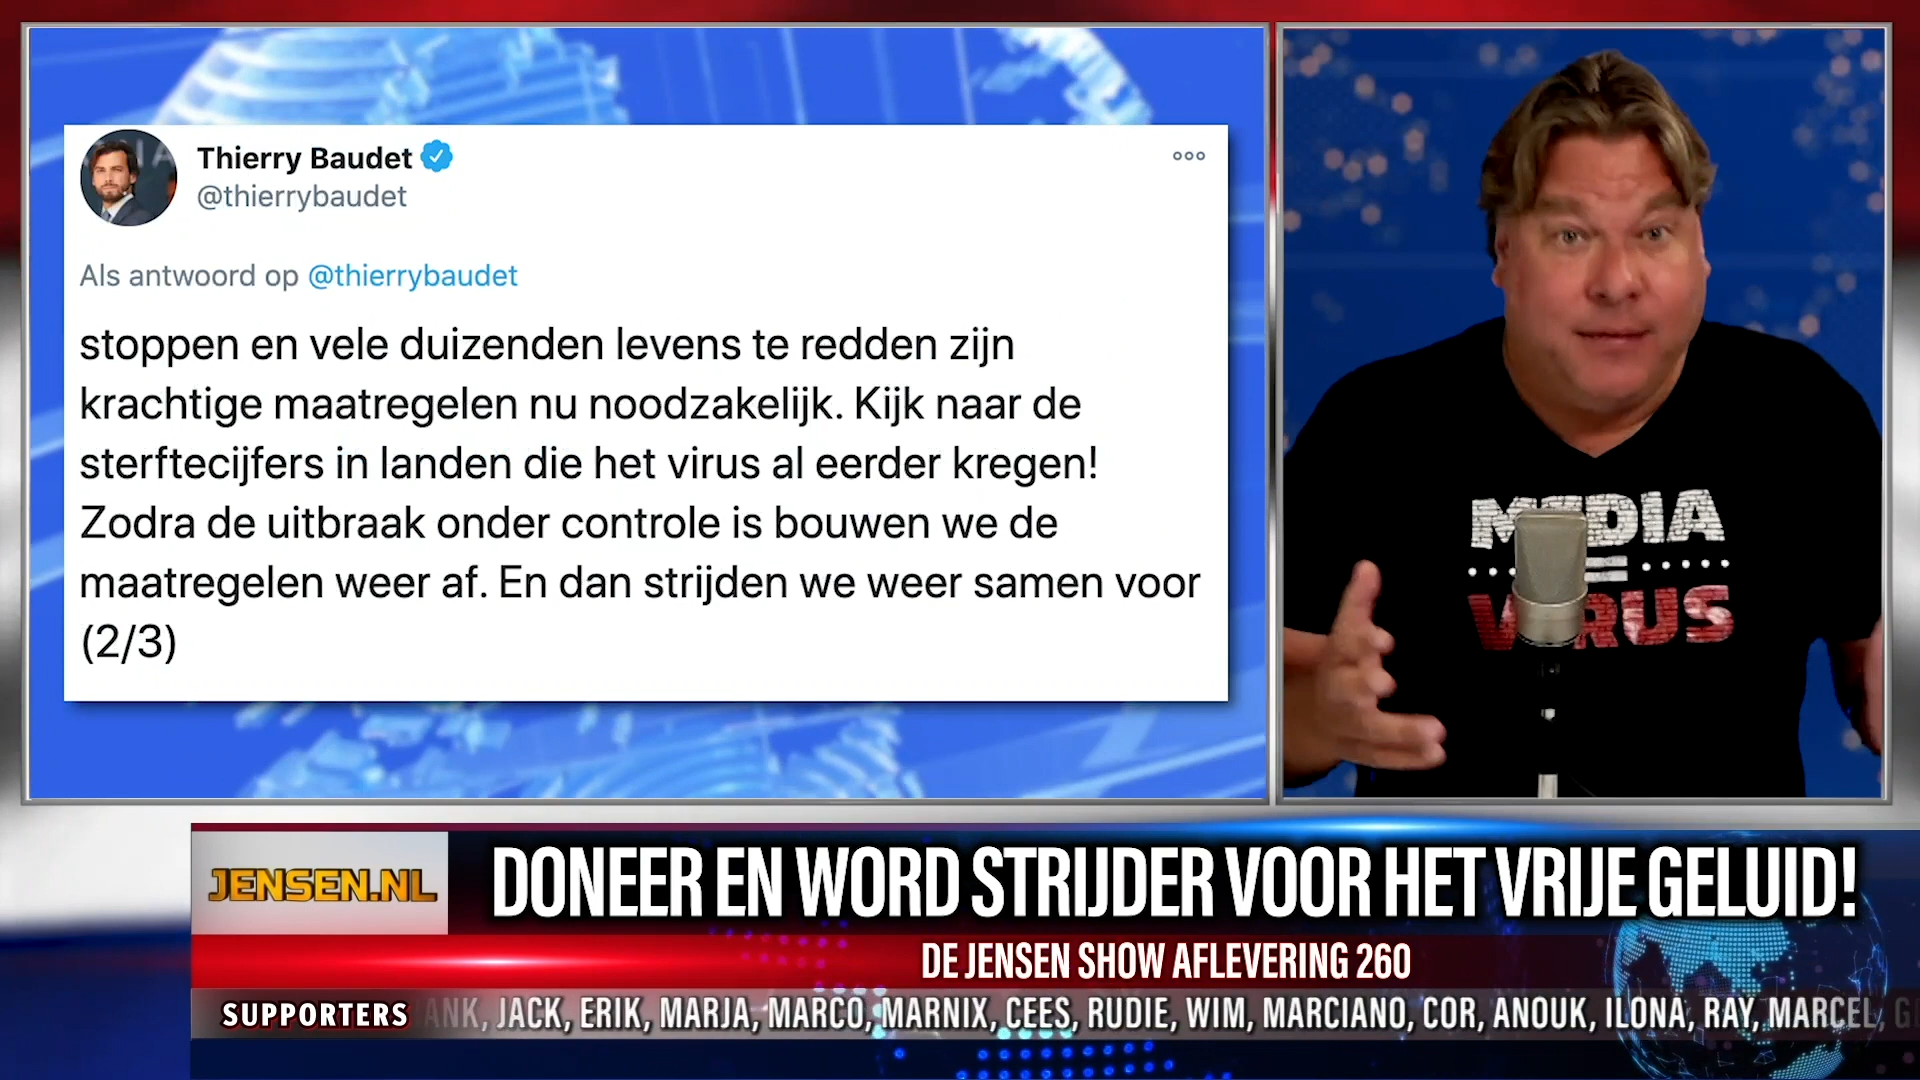 Thierry Baudet
@thierrybaudet
Als antwoord op @thierrybaudet
stoppen en vele duizenden levens te redden zijn
krachtige maatregelen nu noodzakelijk. Kijk naar de
sterftecijfers in landen die het virus al eerder kregen!
Zodra de uitbraak onder controle is bouwen we de
maatregelen weer af. En dan strijden we weer samen voor
(2/3)
MEDIA
=
VIRUS
JENSEN.NL
DONEER EN WORD STRIJDER VOOR HET VRIJE GELUID!
DE JENSEN SHOW AFLEVERING 260
SUPPORTERS ANK, JACK, ERIK, MARJA, MARCO, MARNIX, CEES, RUDIE, WIM, MARCIANO, COR, ANOUK, ILONA, RAY, MARCEL,